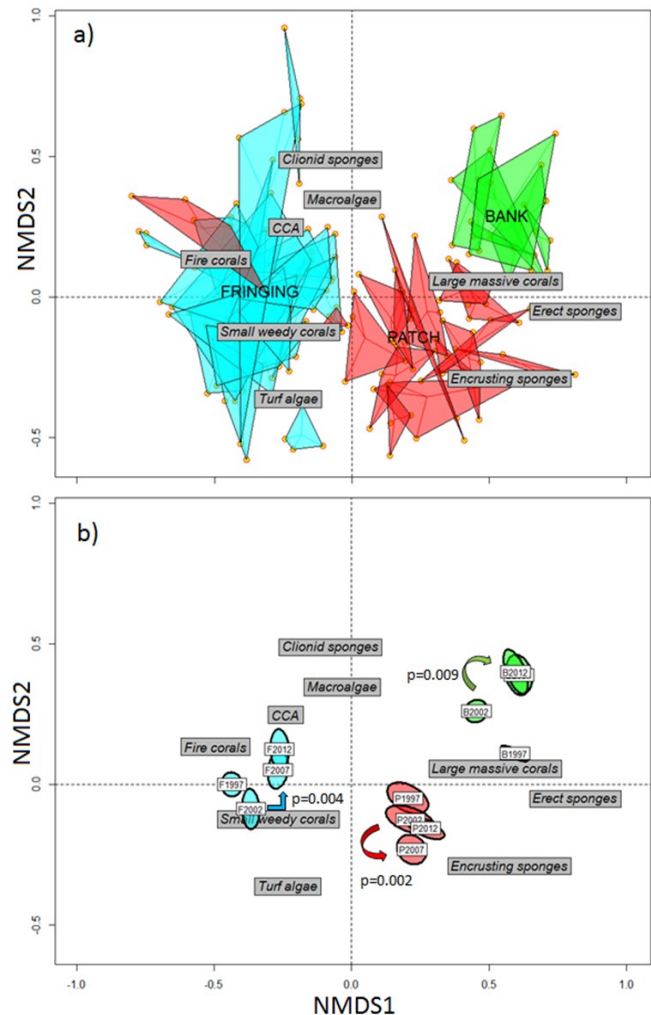 a)
1.0
0.5
0.0
-0.5
NMDS2
Clionid sponges
Macroalgae
CCA
BANK
Fire corals
FRINGING
Large massive corals
Erect sponges
Small weedy corals
PATCH
Encrusting sponges
Turf algae
b)
1.0
0.5
0.0
-0.5
NMDS2
Clionid sponges
Macroalgae
p=0.009
B2012
B2002
CCA
Fire corals
F2012
F2007
B1997
Large massive corals
F1997
P1997
Erect sponges
p=0.004
F2002
Small weedy corals
P2002
P2012
P2007
Encrusting sponges
p=0.002
Turf algae
-1.0 -0.5 0.0 0.5 1.0
NMDS1